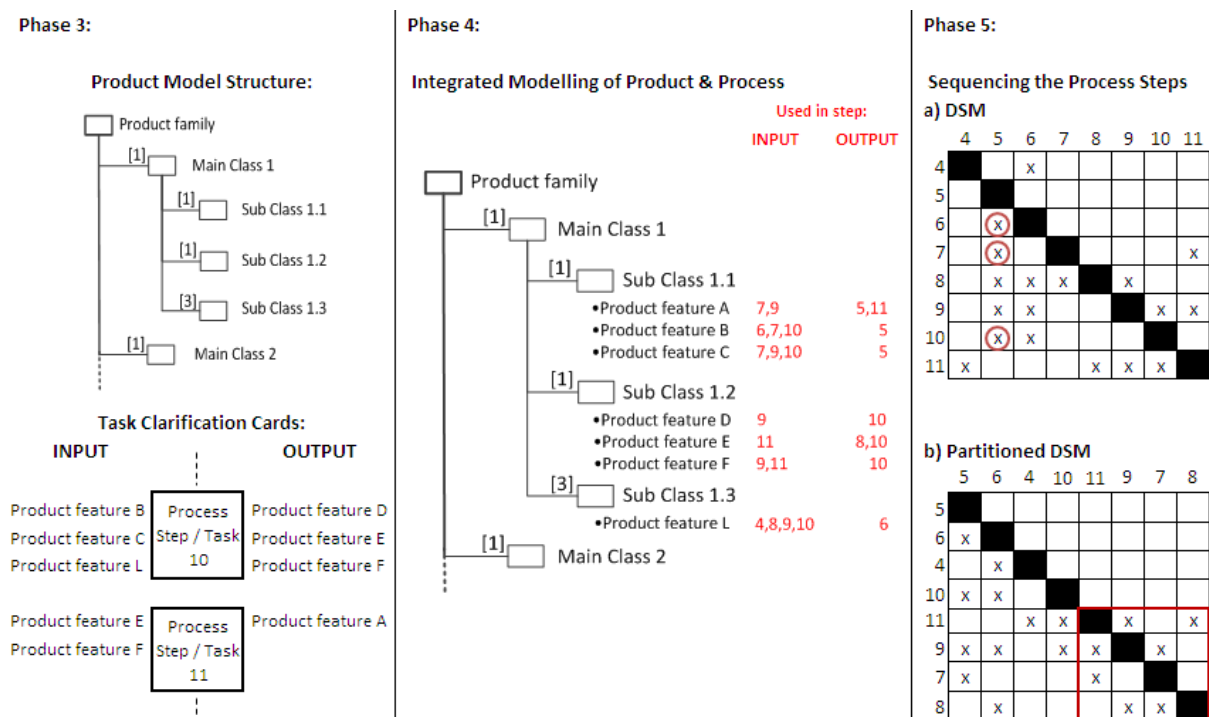 Phase 3:
Product Model Structure:
Product family
[1]
Main Class 1
[1]
Sub Class 1.1
[1]
Sub Class 1.2
[3]
Sub Class 1.3
[1]
Main Class 2
Task Clarification Cards:
INPUT OUTPUT
Product feature B Process Product feature D
Product feature C Step / Task Product feature E
Product feature L 10 Product feature F
Product feature E Process Product feature A
Product feature F Step / Task
11
Phase 4:
Integrated Modelling of Product & Process
Used in step:
INPUT OUTPUT
Product family
[1]
Main Class 1
[1]
Sub Class 1.1
•Product feature A 7,9 5,11
•Product feature B 6,7,10 5
•Product feature C 7,9,10 5
[1]
Sub Class 1.2
•Product feature D 9 10
•Product feature E 11 8,10
•Product feature F 9,11 10
[3]
Sub Class 1.3
•Product feature L 4,8,9,10 6
[1]
Main Class 2
Phase 5:
Sequencing the Process Steps
a) DSM
4 5 6 7 8 9 10 11
4 x
5
6 x
7 x x
8 x x x x
9 x x x x
10 x x
11 x x x x
b) Partitioned DSM
5 6 4 10 11 9 7 8
5
6 x
4 x
10 x x
11 x x x x
9 x x x x x
7 x x
8 x x x